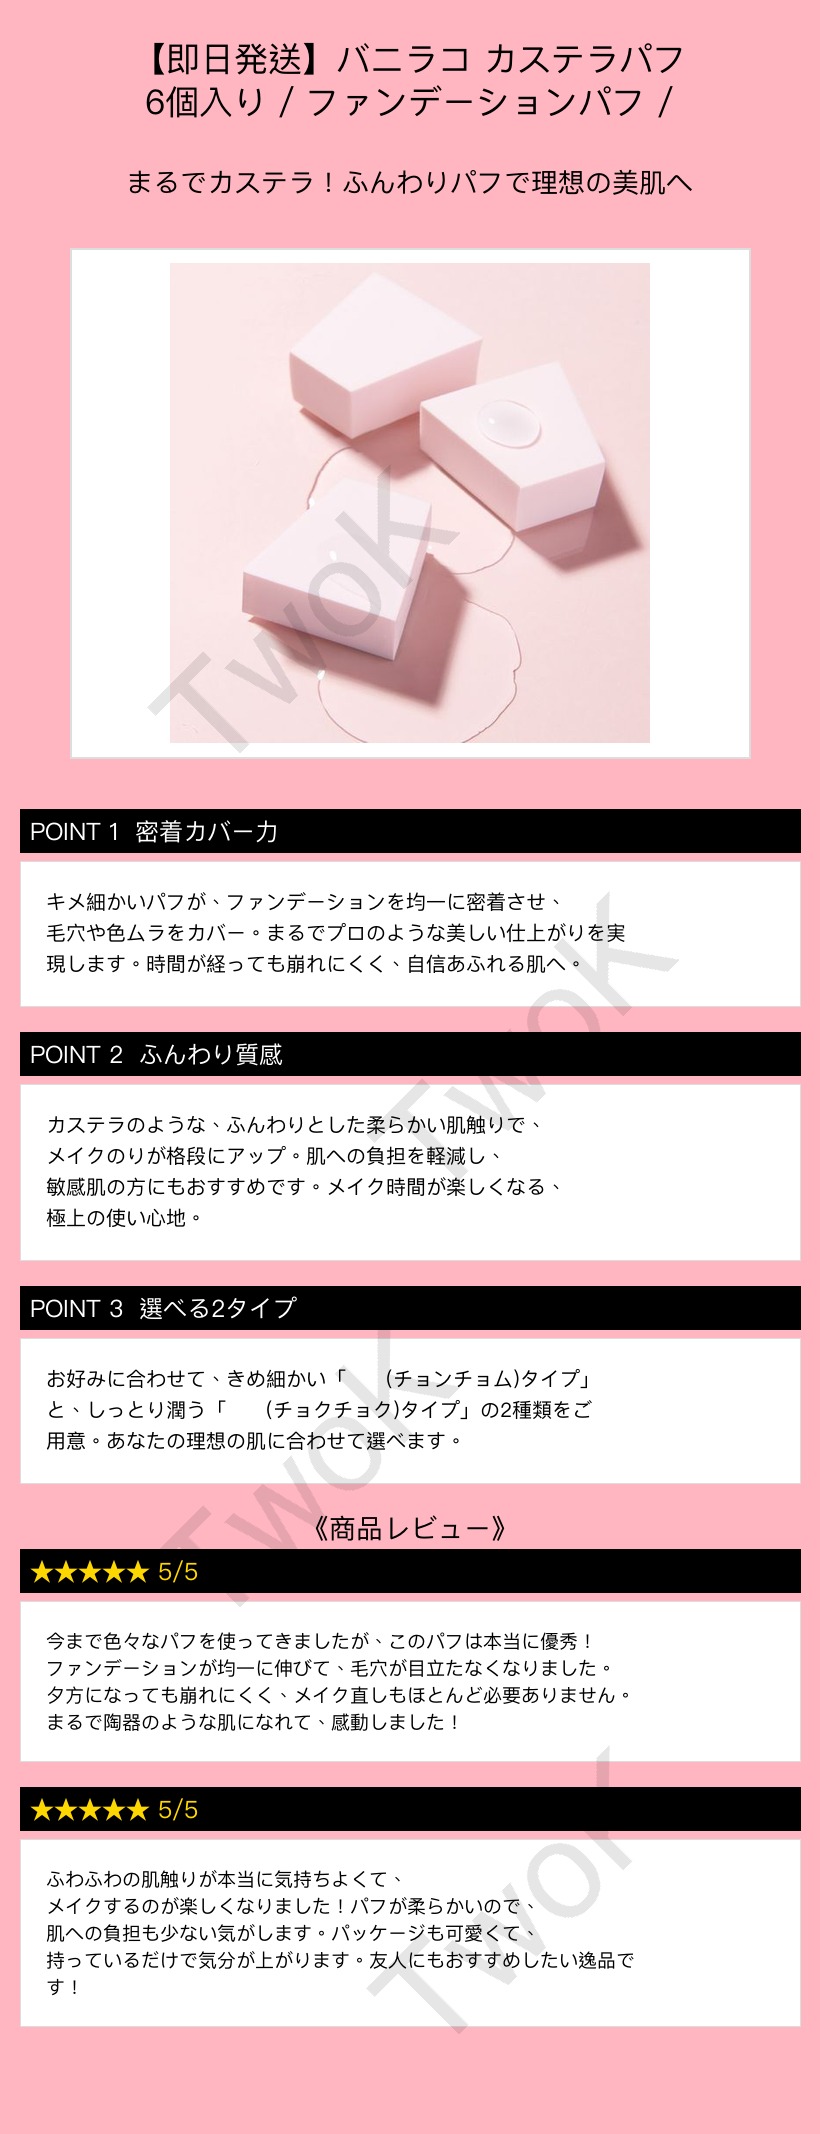 【即日発送】バニラコ カステラパフ
6個入り / ファンデーションパフ /
まるでカステラ！ふんわりパフで理想の美肌へ
TwoK
POINT 1 密着カバー力
キメ細かいパフが、ファンデーションを均一に密着させ、
毛穴や色ムラをカバー。まるでプロのような美しい仕上がりを実
現します。時間が経っても崩れにくく、自信あふれる肌へ。
TwoK
POINT 2 ふんわり質感
カステラのような、ふんわりとした柔らかい肌触りで、
メイクのりが格段にアップ。肌への負担を軽減し、
敏感肌の方にもおすすめです。メイク時間が楽しくなる、
極上の使い心地。
POINT 3 選べる2タイプ
お好みに合わせて、きめ細かい「 (チョンチョム)タイプ」
と、しっとり潤う「 (チョクチョク)タイプ」の2種類をご
用意。あなたの理想の肌に合わせて選べます。
TwoK
《商品レビュー》
★★★★★ 5/5
今まで色々なパフを使ってきましたが、このパフは本当に優秀！
ファンデーションが均一に伸びて、毛穴が目立たなくなりました。
夕方になっても崩れにくく、メイク直しもほとんど必要ありません。
まるで陶器のような肌になれて、感動しました！
★★★★★ 5/5
ふわふわの肌触りが本当に気持ちよくて、
メイクするのが楽しくなりました！パフが柔らかいので、
肌への負担も少ない気がします。パッケージも可愛くて、
持っているだけで気分が上がります。友人にもおすすめしたい逸品で
す！
TwoK